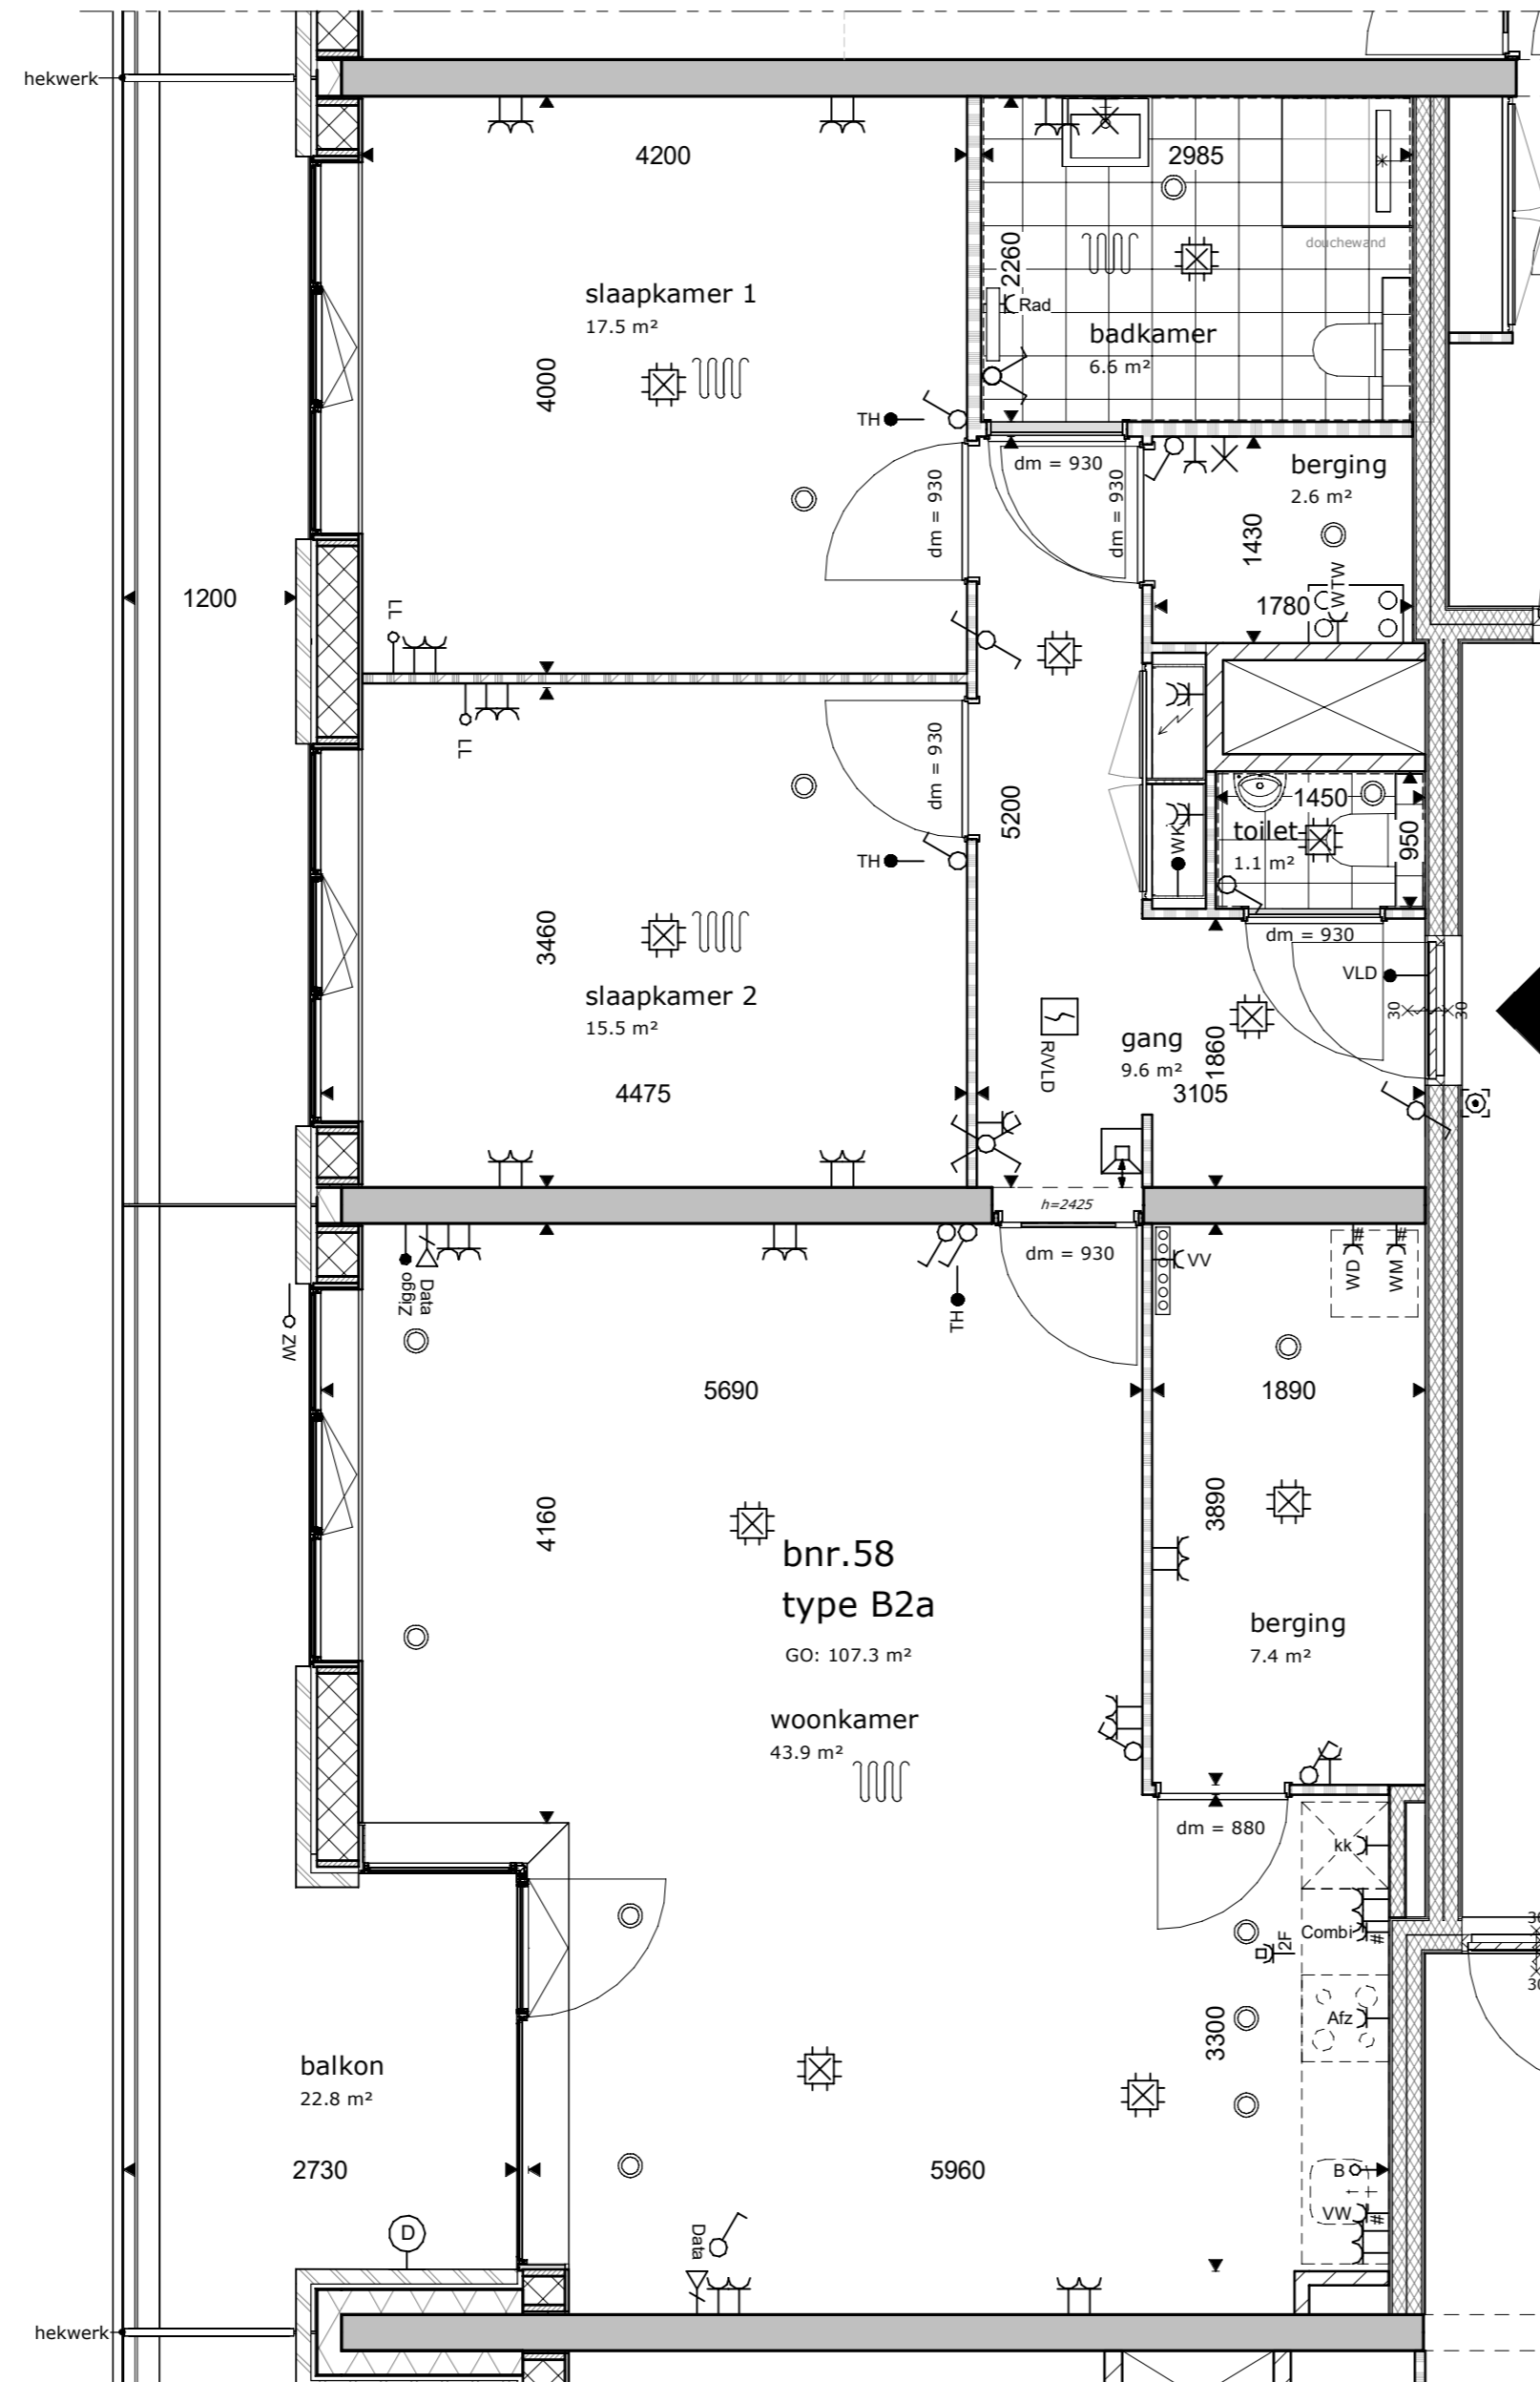 hekwerk
4200
2985
douchewand
2260
slaapkamer 1
17.5 m²
Rad
badkamer
6.6 m²
4000
TH
dm = 930
dm = 930
dm = 930
berging
2.6 m²
1430
WTW
1780
1200
LL
LL
dm = 930
5200
1450
toilet
1.1 m²
950
WK
TH
3460
dm = 930
VLD
30
30
slaapkamer 2
15.5 m²
R/VLD
gang
9.6 m²
1860
4475
3105
h=2425
dm = 930
VV
WD
#
WM
#
Ziggo
Data
TH
ZW
5690
1890
4160
3890
bnr.58
type B2a
GO: 107.3 m²
berging
7.4 m²
woonkamer
43.9 m²
dm = 880
kk
Combi
#
2F
Afz
3300
30
30
balkon
22.8 m²
2730
5960
B
VW
#
D
Data
hekwerk